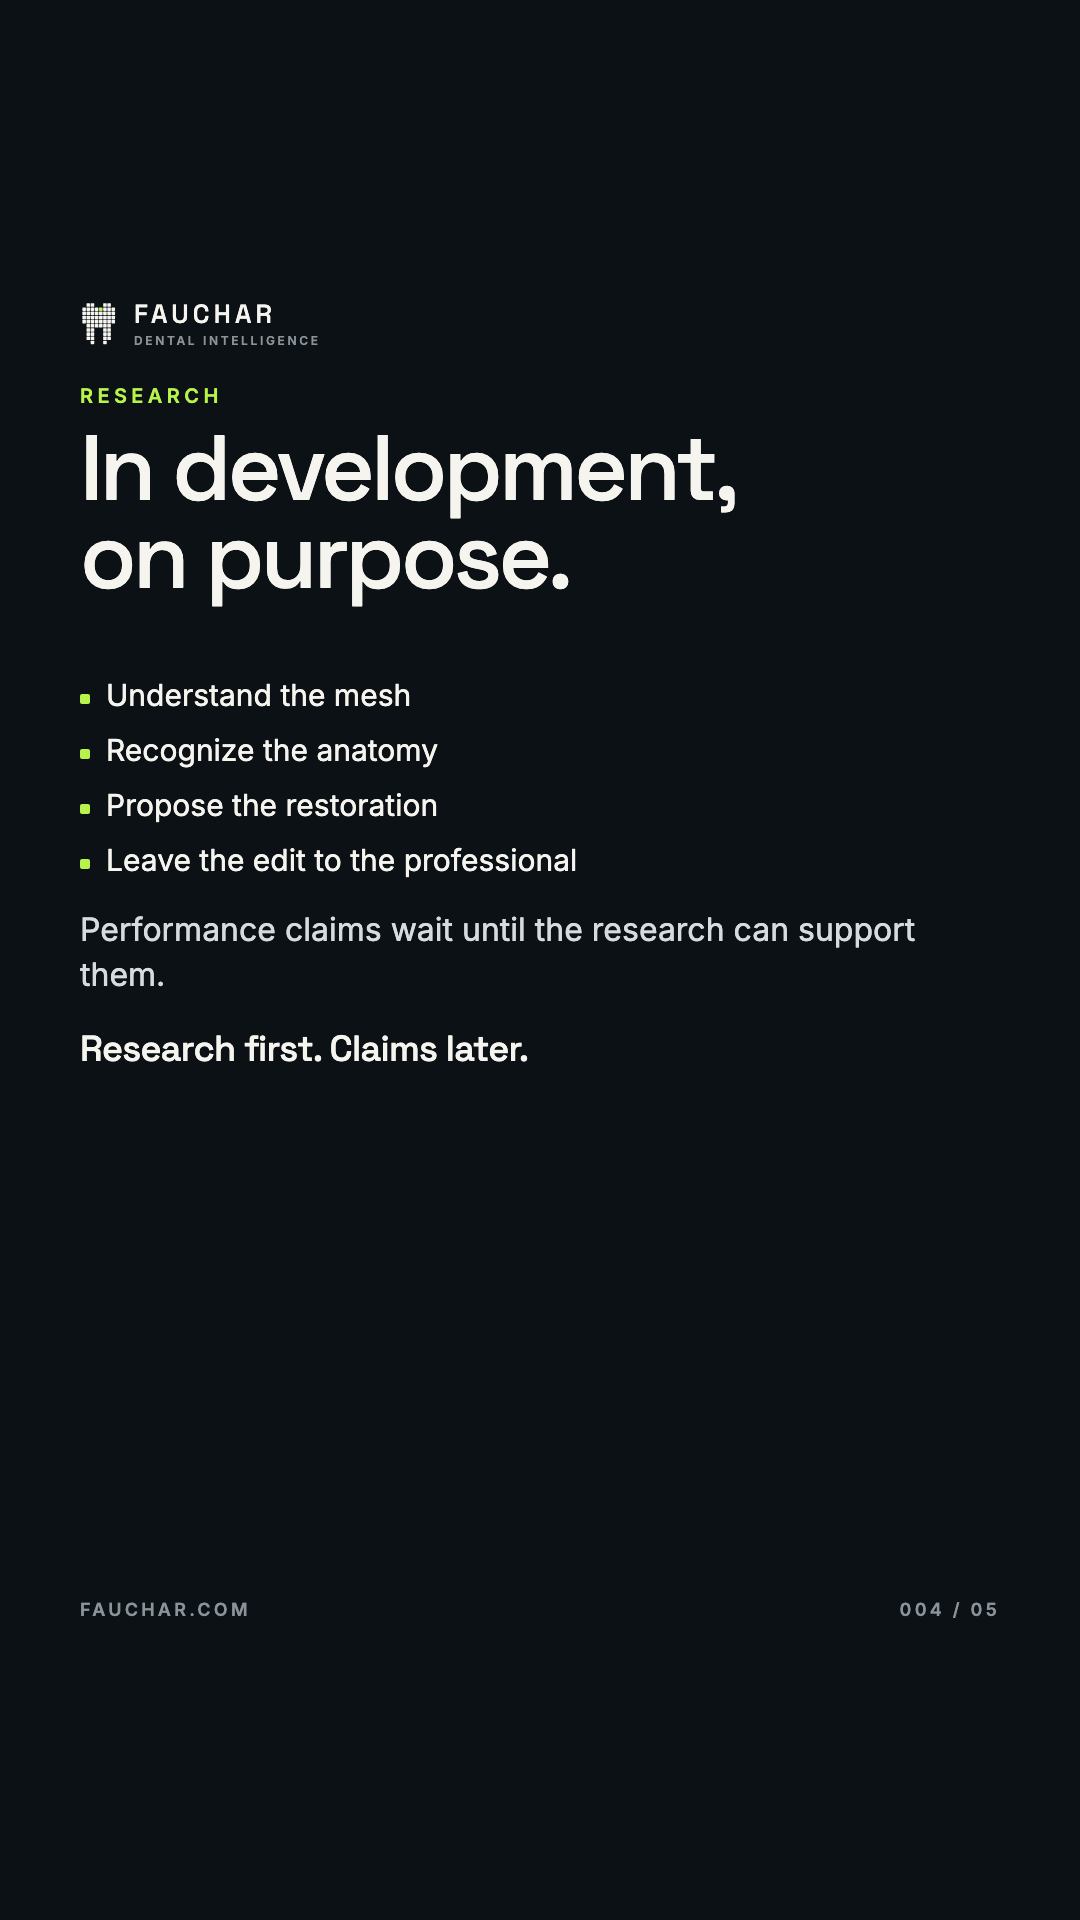 FAUCHAR
DENTAL INTELLIGENCE
RESEARCH
In development,
on purpose.
Understand the mesh
Recognize the anatomy
Propose the restoration
Leave the edit to the professional
Performance claims wait until the research can support
them.
Research first. Claims later.
FAUCHAR.COM
004 / 05